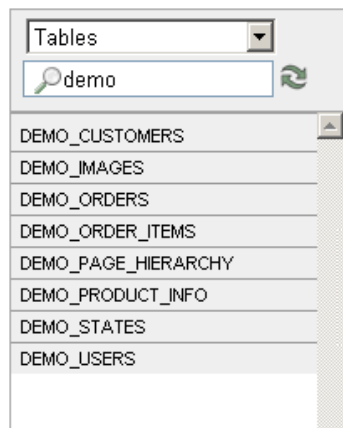 Tables
demo
DEMO_CUSTOMERS
DEMO_IMAGES
DEMO_ORDERS
DEMO_ORDER_ITEMS
DEMO_PAGE_HIERARCHY
DEMO_PRODUCT_INFO
DEMO_STATES
DEMO_USERS